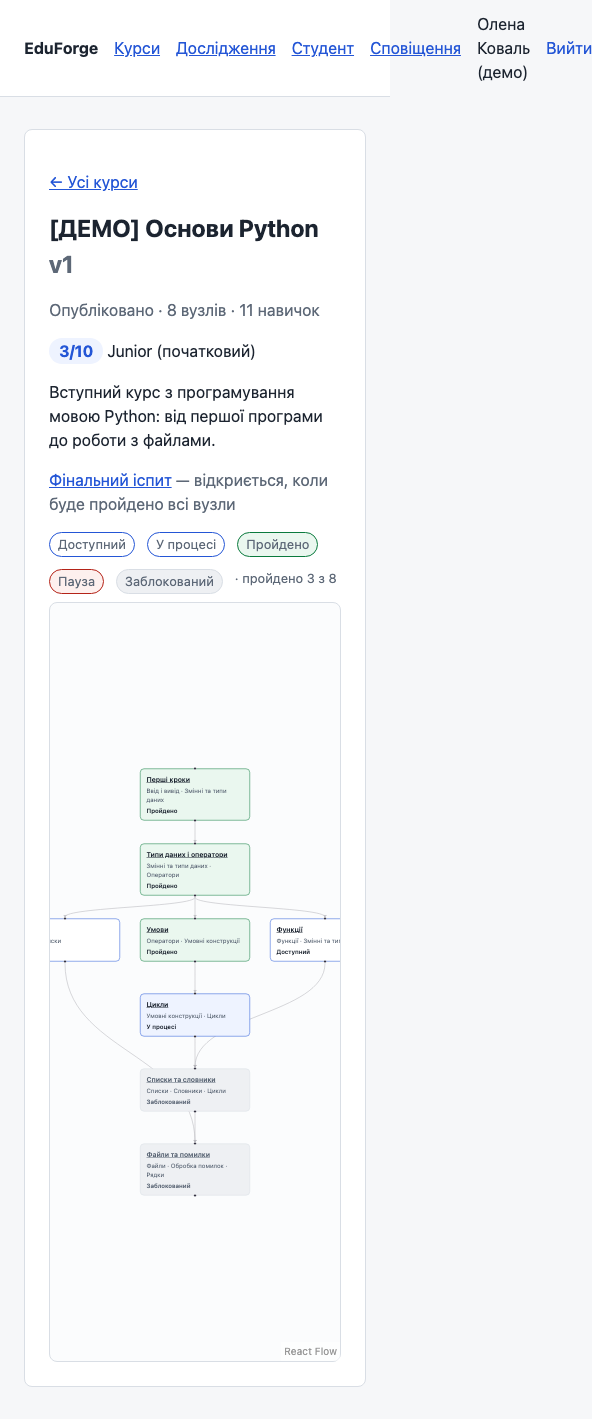 EduForge Курси Дослідження Студент Сповіщення Олена Коваль (демо) Вийти
← Усі курси
[ДЕМО] Основи Python
v1
Опубліковано · 8 вузлів · 11 навичок
3/10 Junior (початковий)
Вступний курс з програмування
мовою Python: від першої програми
до роботи з файлами.
Фінальний іспит — відкриється, коли
буде пройдено всі вузли
Доступний У процесі Пройдено
Пауза Заблокований · пройдено 3 з 8
Перші кроки
Ввід і вивід · Змінні та типи
даних
Пройдено
Типи даних і оператори
Змінні та типи даних ·
Оператори
Пройдено
Умови
Оператори · Умовні конструкції
Пройдено
Функції
Функції · Змінні та
Доступний
Цикли
Умовні конструкції · Цикли
У процесі
Списки та словники
Списки · Словники · Цикли
Заблокований
Файли та помилки
Файли · Обробка помилок ·
Рядки
Заблокований
React Flow